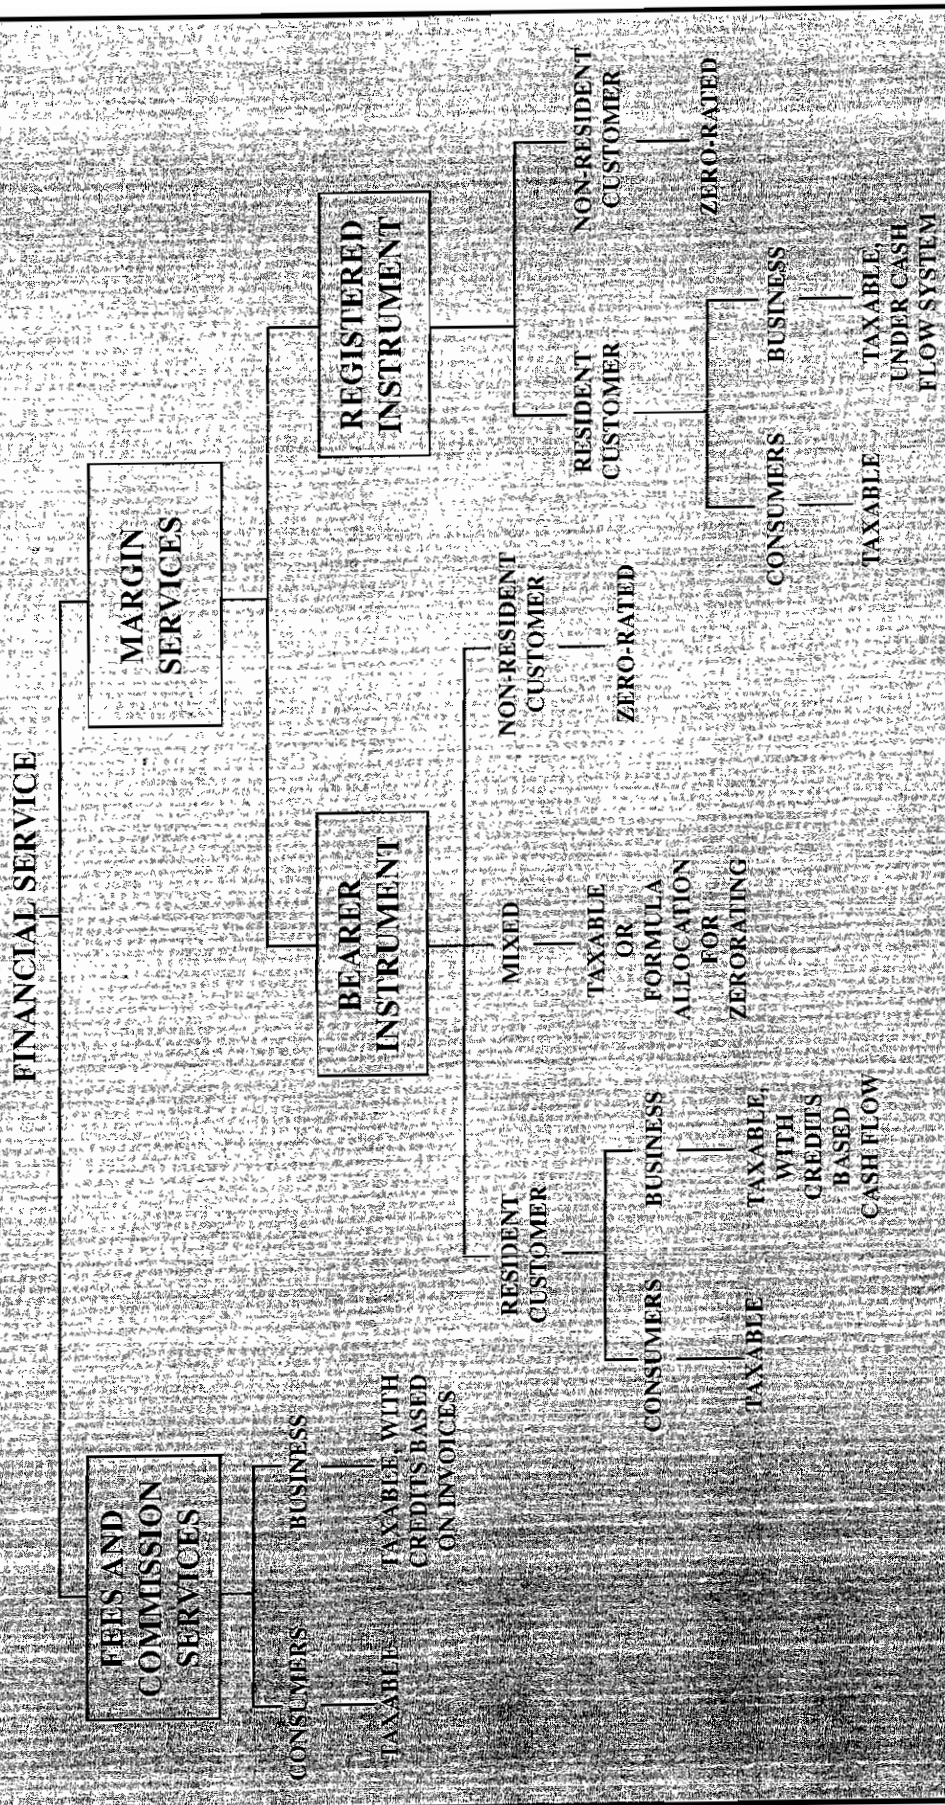 FINANCIAL SERVICE
FEES AND
COMMISSION
SERVICES
CONSUMERS
TAXABLE
BUSINESS
TAXABLE, WITH
CREDITS BASED
ON INVOICES
MARGIN
SERVICES
BEARER
INSTRUMENT
RESIDENT
CUSTOMER
CONSUMERS
TAXABLE
BUSINESS
TAXABLE,
WITH
CREDITS
BASED
CASH FLOW
MIXED
TAXABLE
OR
FORMULA
ALLOCATION
FOR
ZERORATING
NON-RESIDENT
CUSTOMER
ZERO-RATED
REGISTERED
INSTRUMENT
RESIDENT
CUSTOMER
CONSUMERS
TAXABLE
BUSINESS
TAXABLE,
UNDER CASH
FLOW SYSTEM
NON-RESIDENT
CUSTOMER
ZERO-RATED